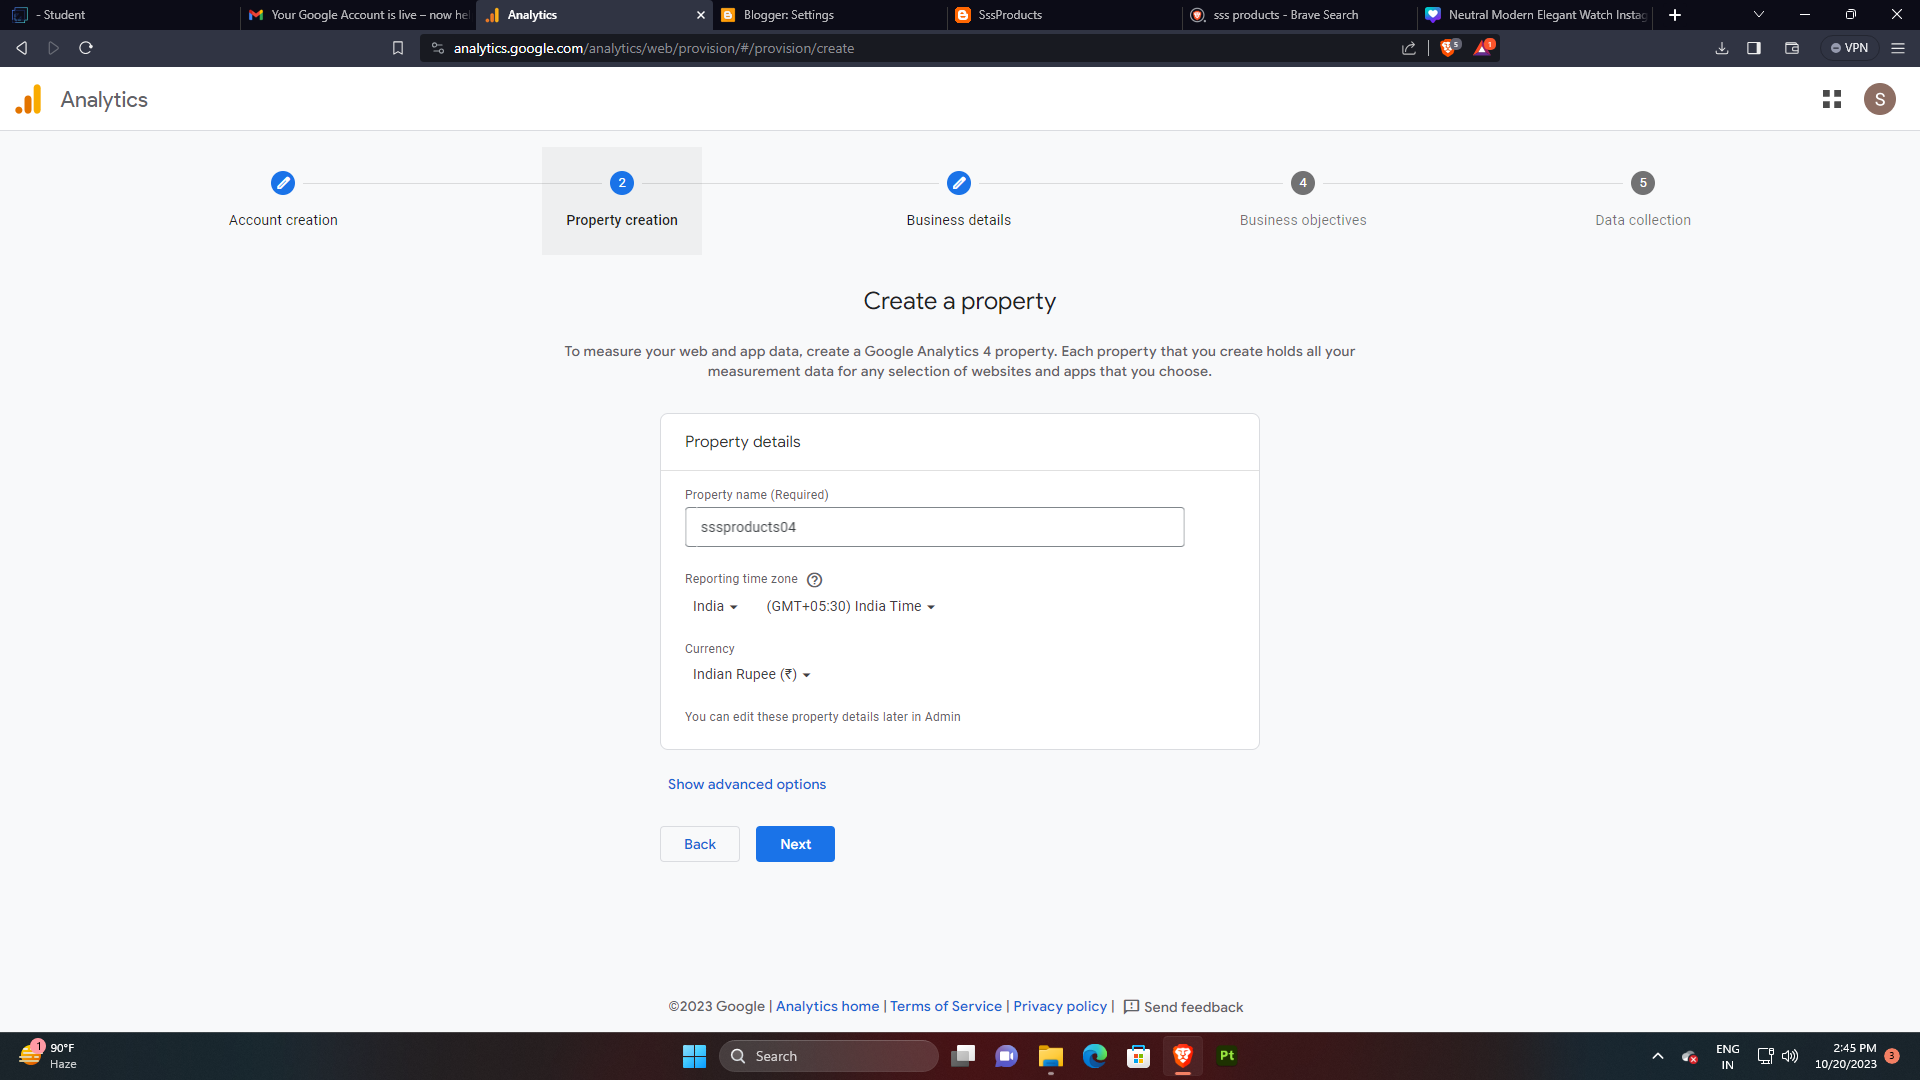 - Student
Your Google Account is live – now he
Analytics
Blogger: Settings
SssProducts
sss products - Brave Search
Neutral Modern Elegant Watch Instag
analytics.google.com/analytics/web/provision/#/provision/create
5
1
VPN
Analytics
S
2
4
5
Account creation
Property creation
Business details
Business objectives
Data collection
Create a property
To measure your web and app data, create a Google Analytics 4 property. Each property that you create holds all your
measurement data for any selection of websites and apps that you choose.
Property details
Property name (Required)
sssproducts04
Reporting time zone
India
(GMT+05:30) India Time
Currency
Indian Rupee (₹)
You can edit these property details later in Admin
Show advanced options
Back
Next
©2023 Google | Analytics home | Terms of Service | Privacy policy | Send feedback
1
90°F
Haze
Search
Pt
ENG
IN
2:45 PM
10/20/2023
3